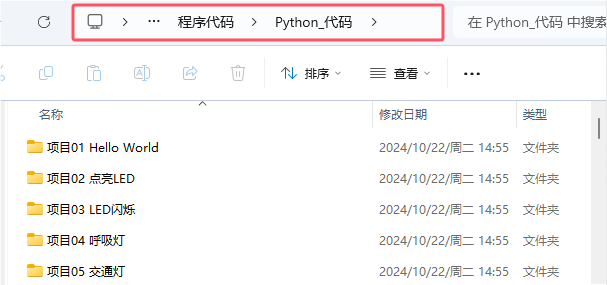 程序代码 Python_代码 在 Python_代码 中搜索
排序 查看
名称 修改日期 类型
项目01 Hello World 2024/10/22/周二 14:55 文件夹
项目02 点亮LED 2024/10/22/周二 14:55 文件夹
项目03 LED闪烁 2024/10/22/周二 14:55 文件夹
项目04 呼吸灯 2024/10/22/周二 14:55 文件夹
项目05 交通灯 2024/10/22/周二 14:55 文件夹